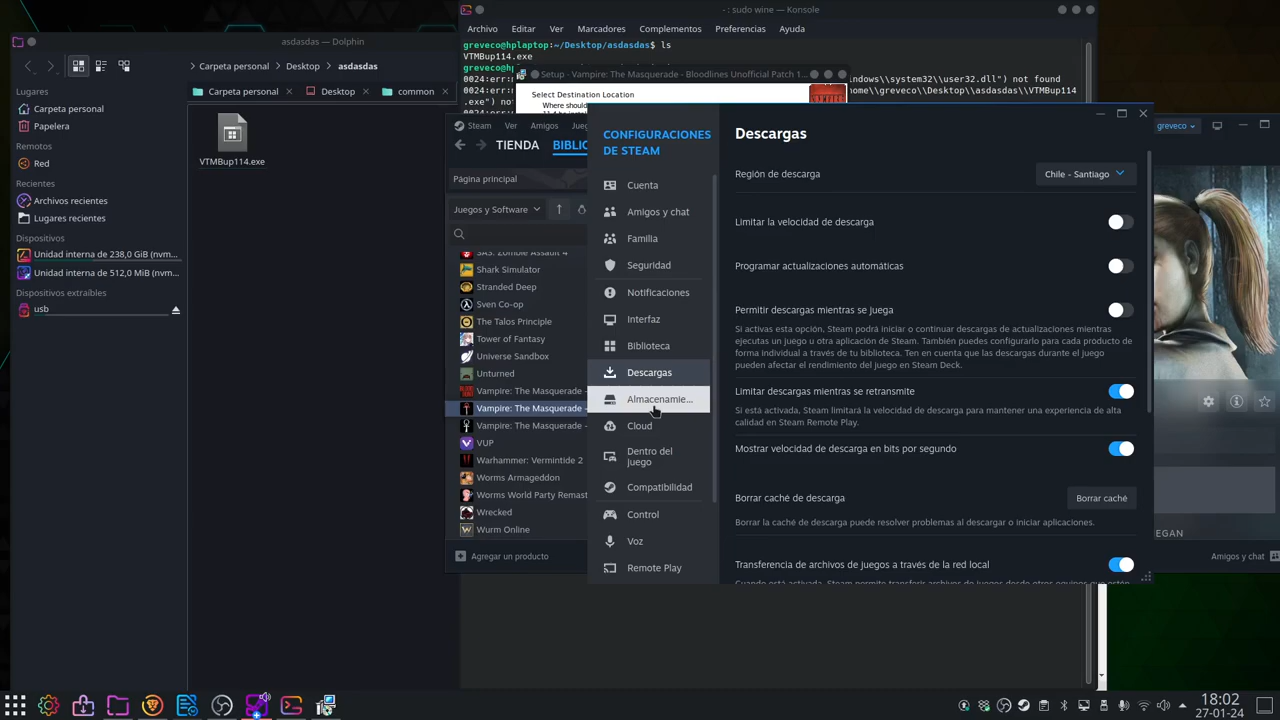 asdasdas — Dolphin
Carpeta personal
Desktop
asdasdas
Carpeta personal
Desktop
common
Lugares
Carpeta personal
Papelera
Remotos
Red
Recientes
Archivos recientes
Lugares recientes
Dispositivos
Unidad interna de 238,0 GiB (nvm...
Unidad interna de 512,0 MiB (nvm...
Dispositivos extraíbles
usb
VTMBup114.exe
- : sudo wine — Konsole
Archivo
Editar
Ver
Marcadores
Complementos
Preferencias
Ayuda
greveco@hplaptop:~/Desktop/asdasdas$ ls
VTMBup114.exe
indows\\system32\\user32.dll") not found
0024:err:
ome\\greveco\\Desktop\\asdasdas\\VTMBup114
.exe") no
Setup - Vampire: The Masquerade - Bloodlines Unofficial Patch 1...
Select Destination Location
Where shoul
Steam
Ver
Amigos
greveco
TIENDA
Página principal
Juegos y Software
Shark Simulator
Stranded Deep
Sven Co-op
The Talos Principle
Tower of Fantasy
Universe Sandbox
Unturned
Vampire: The Masquerade -
Vampire: The Masquerade -
Vampire: The Masquerade -
VUP
Warhammer: Vermintide 2
Worms Armageddon
Worms World Party Remast
Wrecked
Wurm Online
Agregar un producto
Amigos y chat
CONFIGURACIONES
DE STEAM
Cuenta
Amigos y chat
Familia
Seguridad
Notificaciones
Interfaz
Biblioteca
Descargas
Almacenamie...
Cloud
Dentro del
juego
Compatibilidad
Control
Voz
Remote Play
Descargas
Región de descarga
Chile - Santiago
Limitar la velocidad de descarga
Programar actualizaciones automáticas
Permitir descargas mientras se juega
Si activas esta opción, Steam podrá iniciar o continuar descargas de actualizaciones mientras
ejecutas un juego u otra aplicación de Steam. También puedes configurarlo para cada producto de
forma individual a través de tu biblioteca. Ten en cuenta que las descargas durante el juego
pueden afectar el rendimiento del juego en Steam Deck.
Limitar descargas mientras se retransmite
Si está activada, Steam limitará la velocidad de descarga para mantener una experiencia de alta
calidad en Steam Remote Play.
Mostrar velocidad de descarga en bits por segundo
Borrar caché de descarga
Borrar caché
Borrar la caché de descarga puede resolver problemas al descargar o iniciar aplicaciones.
Transferencia de archivos de juegos a través de la red local
18:02
27-01-24